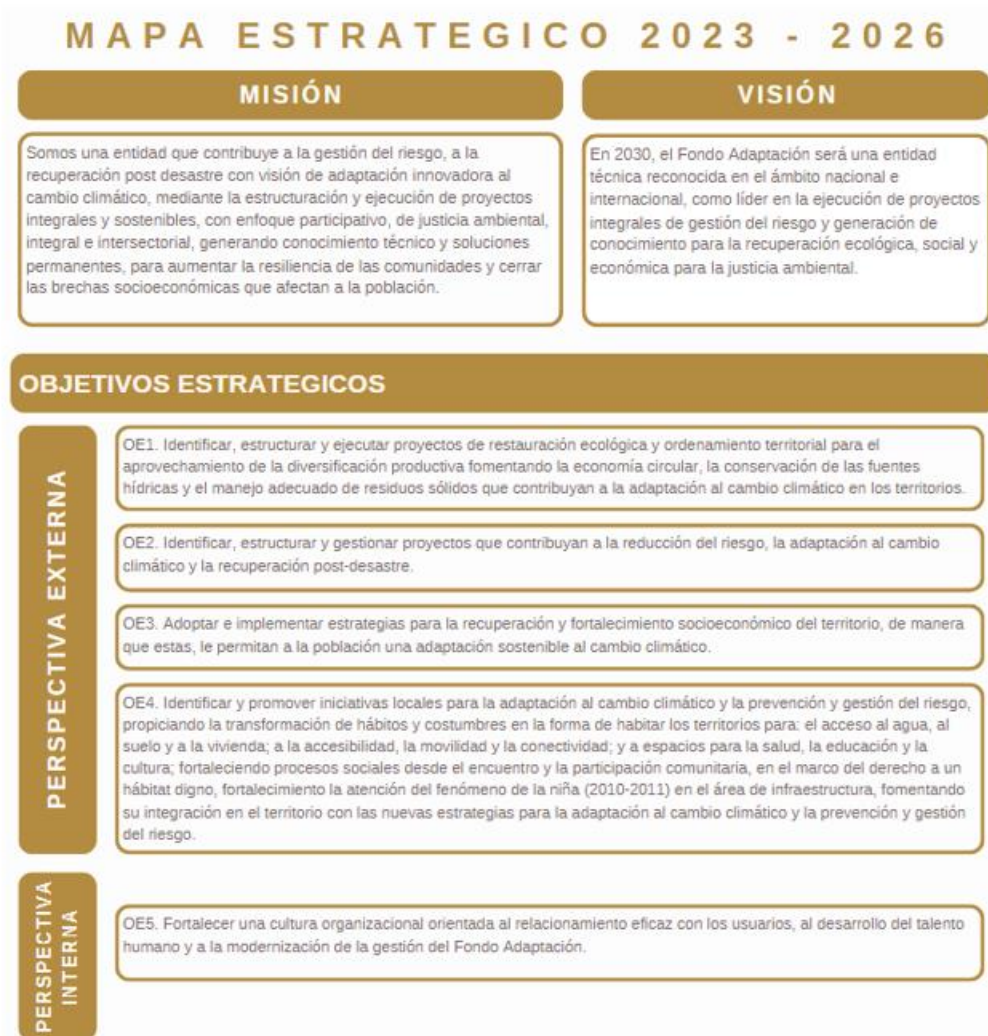 MAPA ESTRATEGICO 2023 - 2026
MISIÓN
Somos una entidad que contribuye a la gestión del riesgo, a la
recuperación post desastre con visión de adaptación innovadora al
cambio climático, mediante la estructuración y ejecución de proyectos
integrales y sostenibles, con enfoque participativo, de justicia ambiental,
integral e intersectorial, generando conocimiento técnico y soluciones
permanentes, para aumentar la resiliencia de las comunidades y cerrar
las brechas socioeconómicas que afectan a la población.
VISIÓN
En 2030, el Fondo Adaptación será una entidad
técnica reconocida en el ámbito nacional e
internacional, como líder en la ejecución de proyectos
integrales de gestión del riesgo y generación de
conocimiento para la recuperación ecológica, social y
económica para la justicia ambiental.
OBJETIVOS ESTRATEGICOS
PERSPECTIVA EXTERNA
OE1. Identificar, estructurar y ejecutar proyectos de restauración ecológica y ordenamiento territorial para el
aprovechamiento de la diversificación productiva fomentando la economía circular, la conservación de las fuentes
hídricas y el manejo adecuado de residuos sólidos que contribuyan a la adaptación al cambio climático en los territorios.
OE2. Identificar, estructurar y gestionar proyectos que contribuyan a la reducción del riesgo, la adaptación al cambio
climático y la recuperación post-desastre.
OE3. Adoptar e implementar estrategias para la recuperación y fortalecimiento socioeconómico del territorio, de manera
que estas, le permitan a la población una adaptación sostenible al cambio climático.
OE4. Identificar y promover iniciativas locales para la adaptación al cambio climático y la prevención y gestión del riesgo,
propiciando la transformación de hábitos y costumbres en la forma de habitar los territorios para: el acceso al agua, al
suelo y a la vivienda; a la accesibilidad, la movilidad y la conectividad; y a espacios para la salud, la educación y la
cultura; fortaleciendo procesos sociales desde el encuentro y la participación comunitaria, en el marco del derecho a un
hábitat digno, fortalecimiento la atención del fenómeno de la niña (2010-2011) en el área de infraestructura, fomentando
su integración en el territorio con las nuevas estrategias para la adaptación al cambio climático y la prevención y gestión
del riesgo.
PERSPECTIVA
INTERNA
OE5. Fortalecer una cultura organizacional orientada al relacionamiento eficaz con los usuarios, al desarrollo del talento
humano y a la modernización de la gestión del Fondo Adaptación.